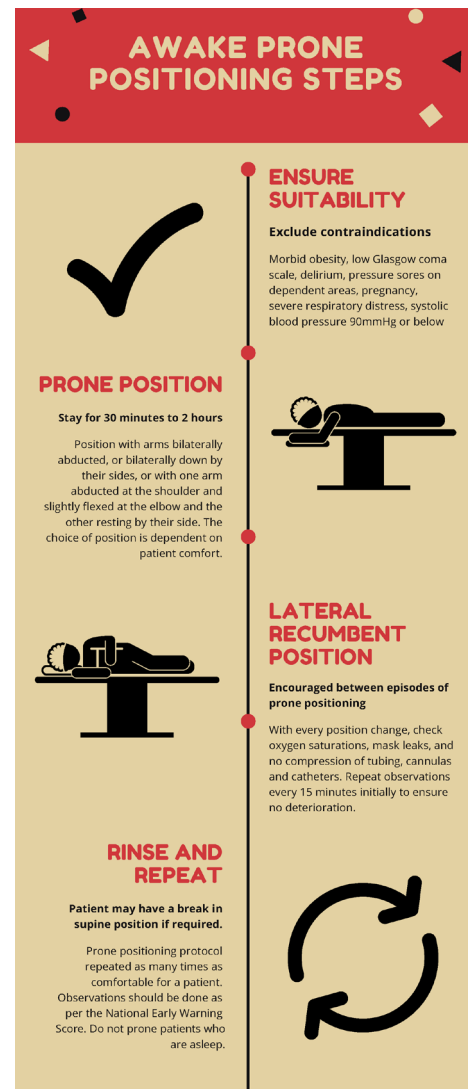 AWAKE PRONE
POSITIONING STEPS
ENSURE
SUITABILITY
Exclude contraindications
Morbid obesity, low Glasgow coma
scale, delirium, pressure sores on
dependent areas, pregnancy,
severe respiratory distress, systolic
blood pressure 90mmHg or below
PRONE POSITION
Stay for 30 minutes to 2 hours
Position with arms bilaterally
abducted, or bilaterally down by
their sides, or with one arm
abducted at the shoulder and
slightly flexed at the elbow and the
other resting by their side. The
choice of position is dependent on
patient comfort.
LATERAL
RECUMBENT
POSITION
Encouraged between episodes of
prone positioning
With every position change, check
oxygen saturations, mask leaks, and
no compression of tubing, cannulas
and catheters. Repeat observations
every 15 minutes initially to ensure
no deterioration.
RINSE AND
REPEAT
Patient may have a break in
supine position if required.
Prone positioning protocol
repeated as many times as
comfortable for a patient.
Observations should be done as
per the National Early Warning
Score. Do not prone patients who
are asleep.